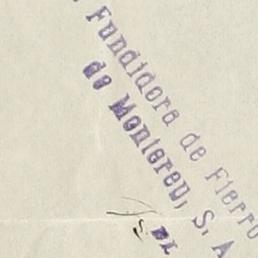 Fundidora de Fierro
de Monterey, S. A